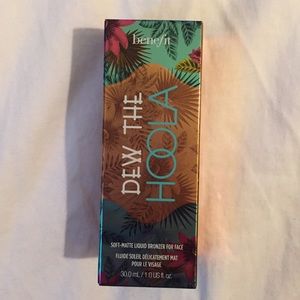 benefit
DEW THE
HOOLA
SOFT-MATTE LIQUID BRONZER FOR FACE
FLUIDE SOLEIL DÉLICATEMENT MAT
POUR LE VISAGE
30.0 mL / 1.0 US fl. oz.